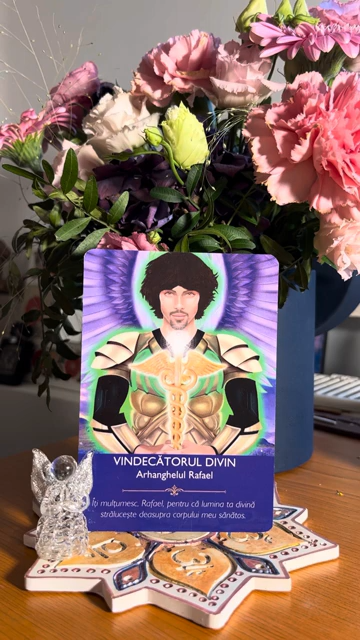 VINDECĂTORUL DIVIN
Arhanghelul Rafael
Îți mulțumesc, Rafael, pentru că lumina ta divină
strălucește deasupra corpului meu sănătos.